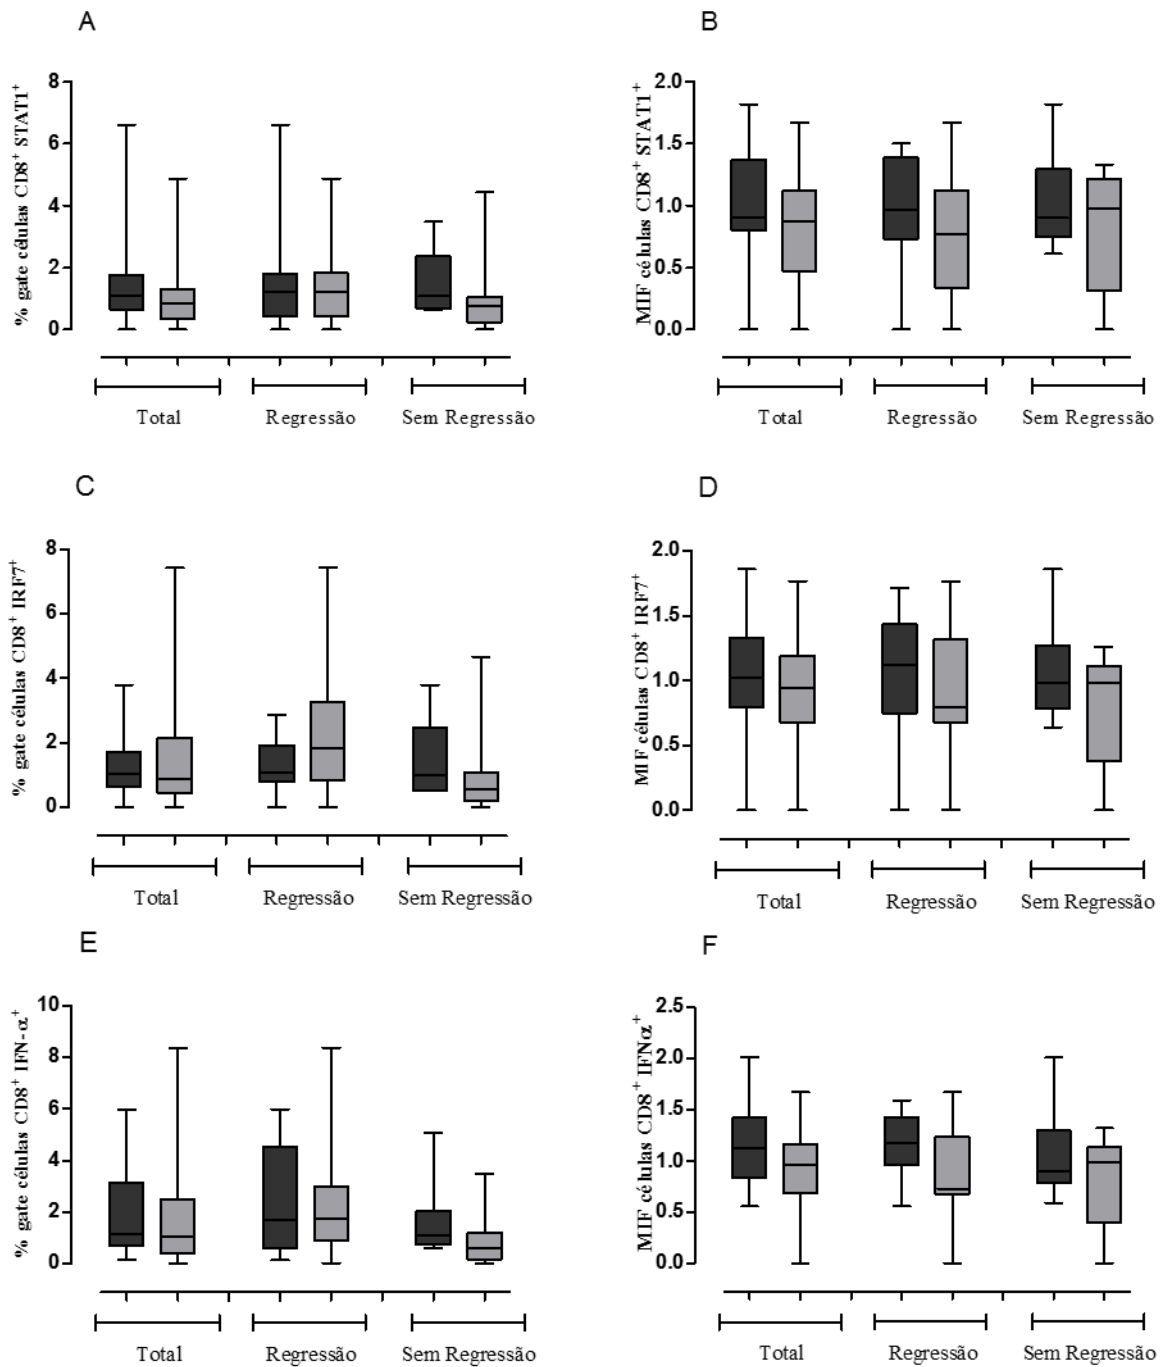 A
% gate células CD8⁺ STAT1⁺
8
6
4
2
0
Total
Regressão
Sem Regressão
B
MIF células CD8⁺ STAT1⁺
2.0
1.5
1.0
0.5
0.0
Total
Regressão
Sem Regressão
C
% gate células CD8⁺ IRF7⁺
8
6
4
2
0
Total
Regressão
Sem Regressão
D
MIF células CD8⁺ IRF7⁺
2.0
1.5
1.0
0.5
0.0
Total
Regressão
Sem Regressão
E
% gate células CD8⁺ IFN-α⁺
10
8
6
4
2
0
Total
Regressão
Sem Regressão
F
MIF células CD8⁺ IFNα⁺
2.5
2.0
1.5
1.0
0.5
0.0
Total
Regressão
Sem Regressão